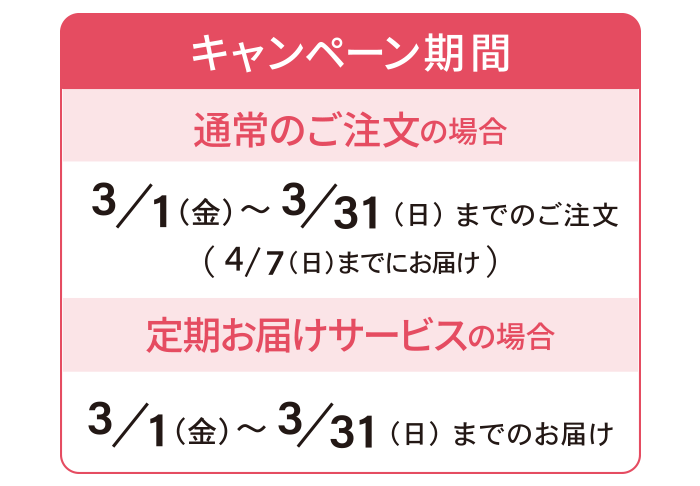 キャンペーン期間
通常のご注文の場合
3/1(金)～3/31(日)までのご注文
(4/7(日)までにお届け)
定期お届けサービスの場合
3/1(金)～3/31(日)までのお届け